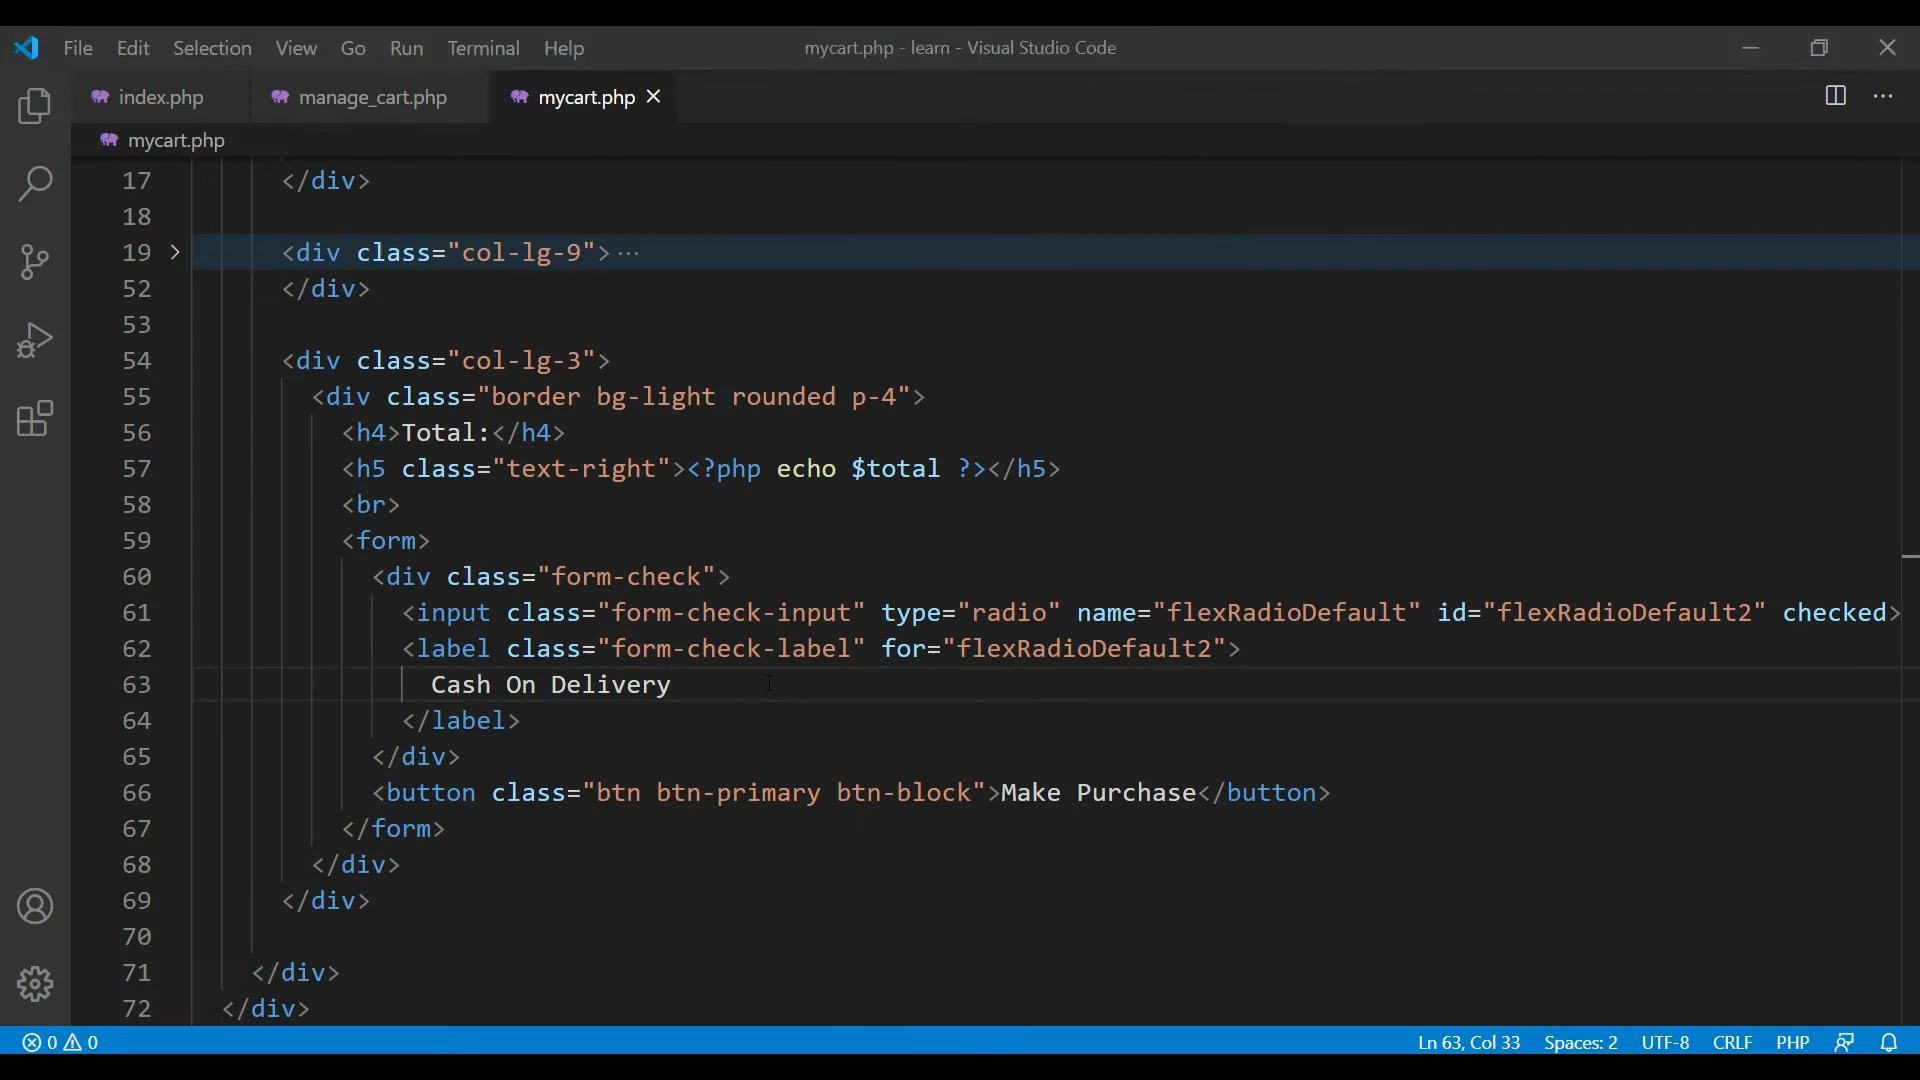 File Edit Selection View Go Run Terminal Help mycart.php - learn - Visual Studio Code
index.php manage_cart.php mycart.php
mycart.php
17 </div>
18
19 <div class="col-lg-9"> ···
52 </div>
53
54 <div class="col-lg-3">
55 <div class="border bg-light rounded p-4">
56 <h4>Total:</h4>
57 <h5 class="text-right"><?php echo $total ?></h5>
58 <br>
59 <form>
60 <div class="form-check">
61 <input class="form-check-input" type="radio" name="flexRadioDefault" id="flexRadioDefault2" checked>
62 <label class="form-check-label" for="flexRadioDefault2">
63 Cash On Delivery
64 </label>
65 </div>
66 <button class="btn btn-primary btn-block">Make Purchase</button>
67 </form>
68 </div>
69 </div>
70
71 </div>
72 </div>
0 0 Ln 63, Col 33 Spaces: 2 UTF-8 CRLF PHP